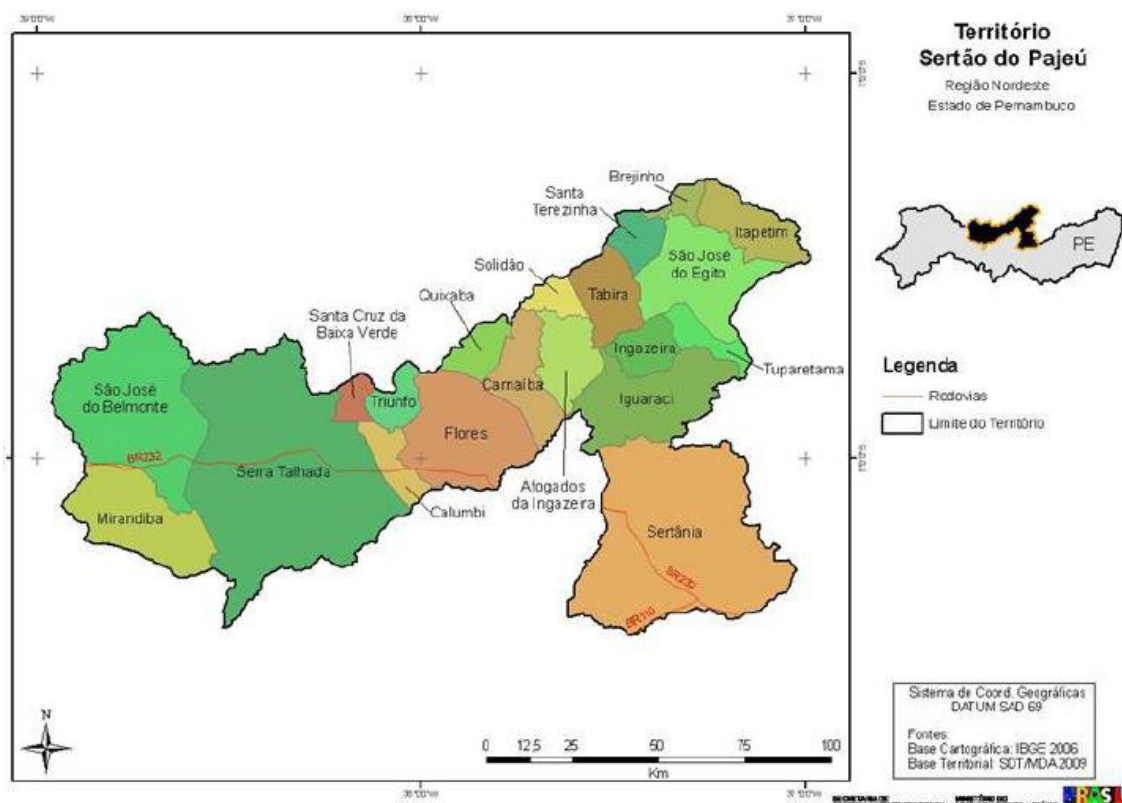 Território
Sertão do Pajeú
Região Nordeste
Estado de Pernambuco
Brejinho
Santa
Terezinha
Itapetim
São José
do Egito
PE
Solidão
Tabira
Quixaba
Santa Cruz da
Baixa Verde
Ingazeira
Tuparetama
Legenda
São José
do Belmonte
Triunfo
Carnaíba
Iguaraci
Rodovias
Flores
Limite do Território
BR232
Serra Talhada
Afogados
da Ingazeira
Mirandiba
Calumbi
Sertânia
BR232
BR110
Sistema de Coord. Geográficas
DATUM SAD 69
N
0 12,5 25 50 75 100
Km
Fontes:
Base Cartográfica: IBGE 2006
Base Territorial: SDT/MDA 2009